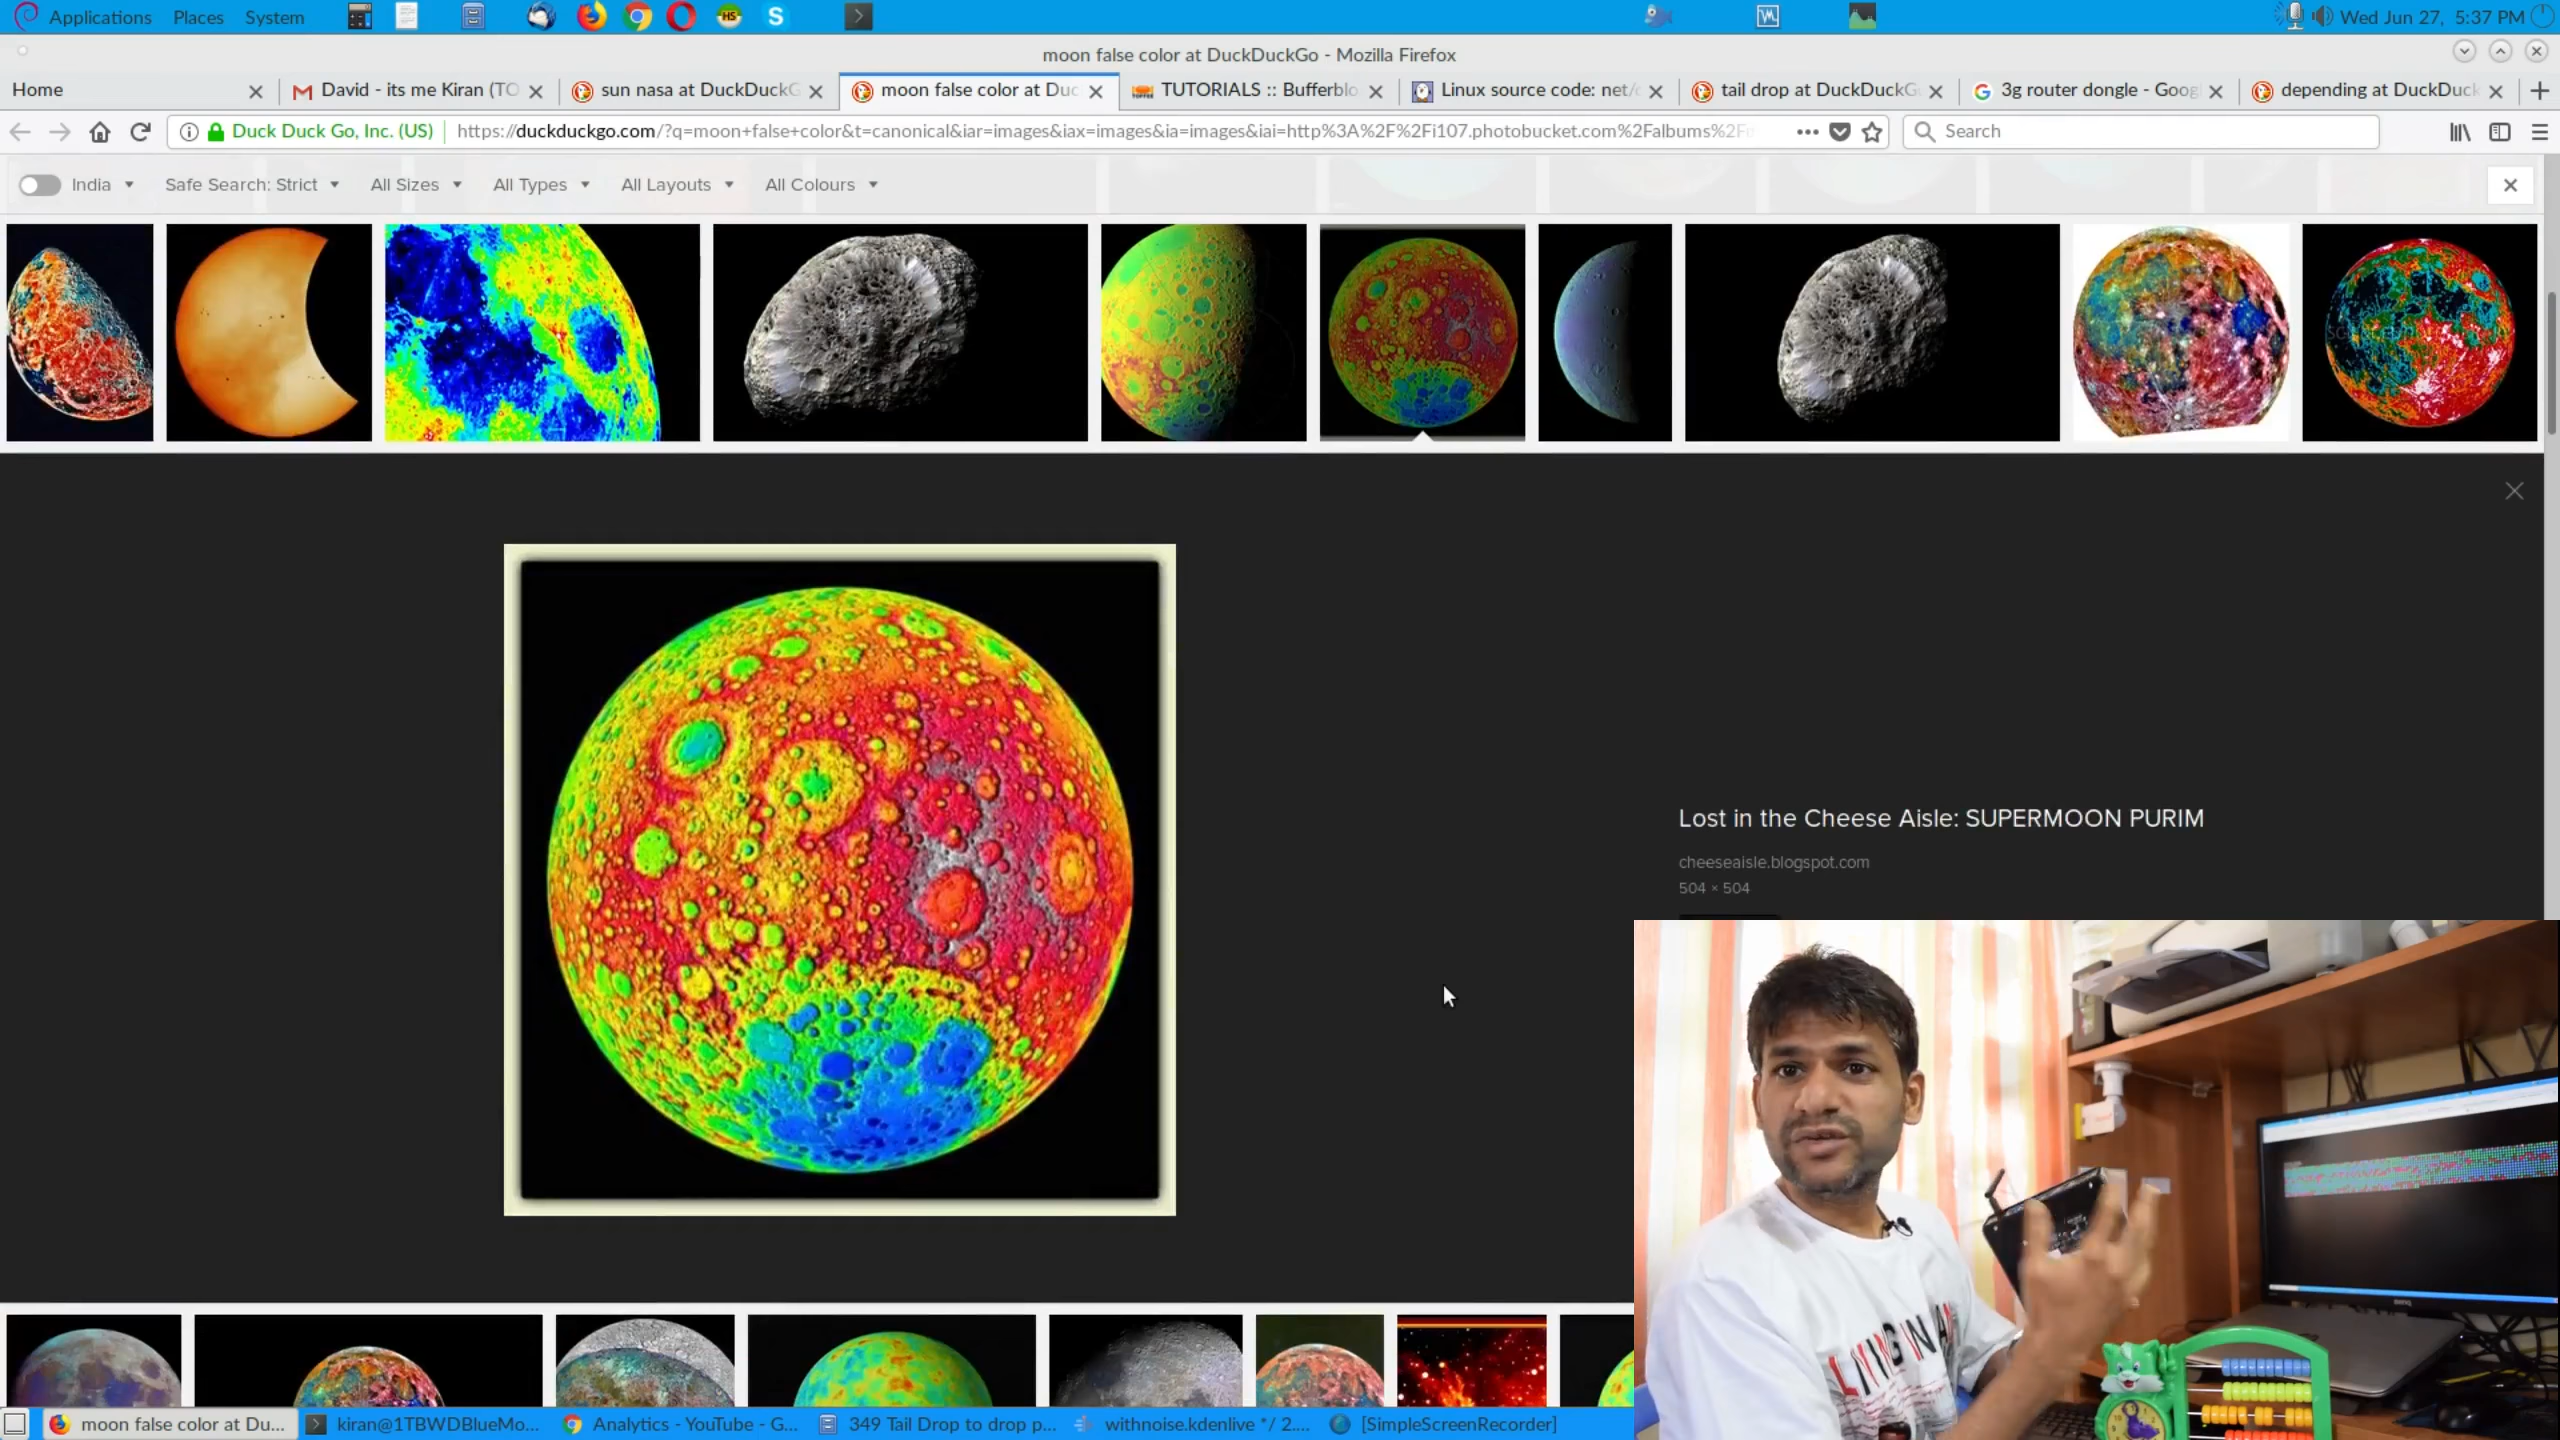 Applications Places System
Wed Jun 27, 5:37 PM
moon false color at DuckDuckGo - Mozilla Firefox
Home
David - its me Kiran (TO
sun nasa at DuckDuckG
moon false color at Duc
TUTORIALS :: Bufferblo
Linux source code: net/
tail drop at DuckDuckG
3g router dongle - Goog
depending at DuckDuck
Duck Duck Go, Inc. (US)
https://duckduckgo.com/?q=moon+false+color&t=canonical&iar=images&iax=images&ia=images&iai=http%3A%2F%2Fi107.photobucket.com%2Falbums%2F
Search
India
Safe Search: Strict
All Sizes
All Types
All Layouts
All Colours
Lost in the Cheese Aisle: SUPERMOON PURIM
cheeseaisle.blogspot.com
504 × 504
moon false color at Du...
kiran@1TBWDBlueMo...
Analytics - YouTube - G...
349 Tail Drop to drop p...
withnoise.kdenlive */ 2....
[SimpleScreenRecorder]